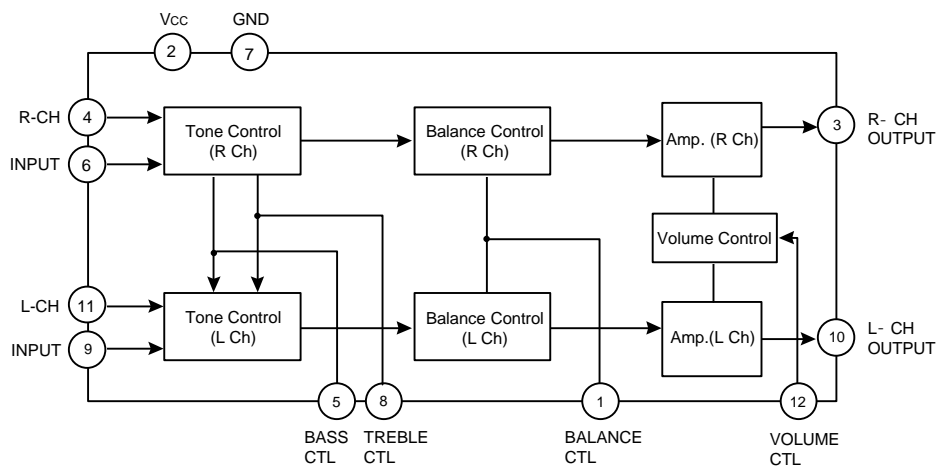 Vcc
GND
2
7
R-CH
4
Tone Control
(R Ch)
Balance Control
(R Ch)
Amp. (R Ch)
3
R- CH
OUTPUT
INPUT
6
Volume Control
L-CH
11
Tone Control
(L Ch)
Balance Control
(L Ch)
Amp.(L Ch)
10
L- CH
OUTPUT
INPUT
9
5
8
1
12
BASS
CTL
TREBLE
CTL
BALANCE
CTL
VOLUME
CTL